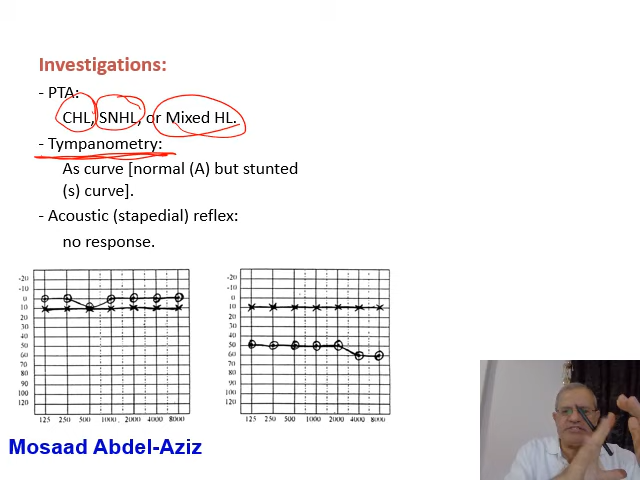 Investigations:
- PTA:
CHL, SNHL, or Mixed HL.
- Tympanometry:
As curve [normal (A) but stunted
(s) curve].
- Acoustic (stapedial) reflex:
no response.
-20
-10
0
10
20
30
40
50
60
70
80
90
100
120
125 250 500 1000 2000 4000 8000
-20
-10
0
10
20
30
40
50
60
70
80
90
100
120
125 250 500 1000 2000 4000 8000
Mosaad Abdel-Aziz